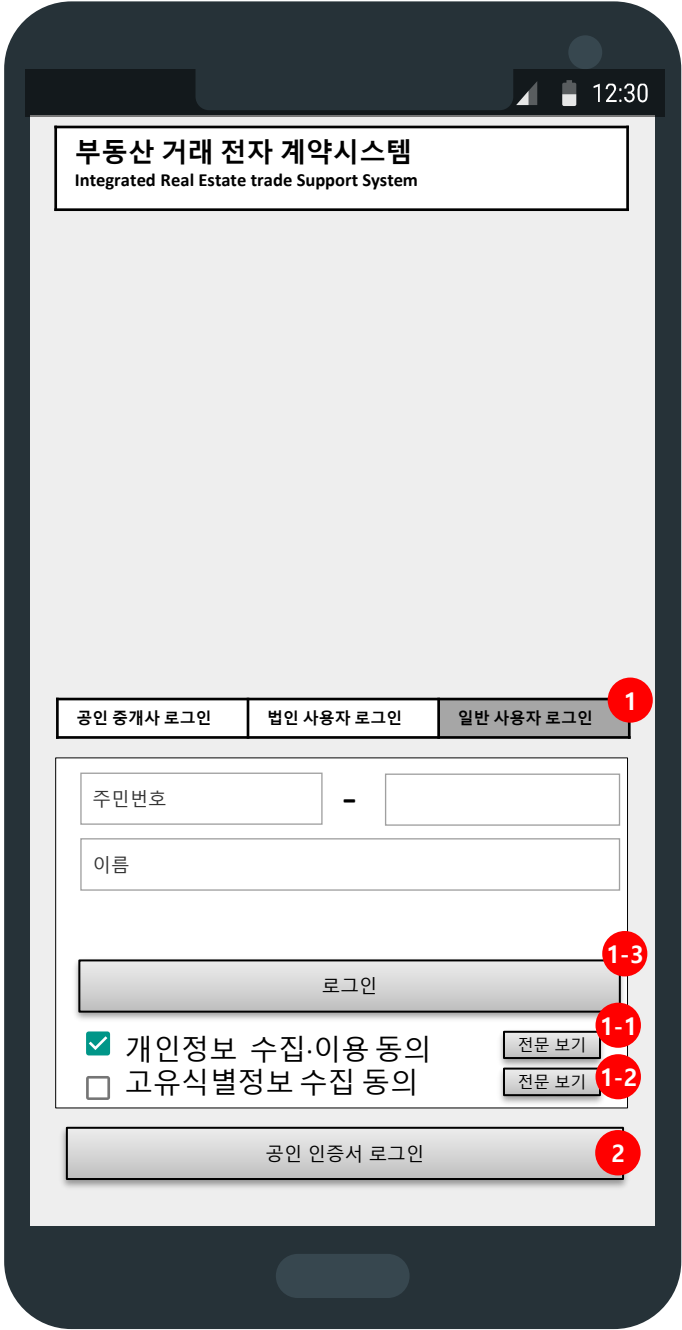 12:30
부동산 거래 전자 계약시스템
Integrated Real Estate trade Support System
1
공인 중개사 로그인 법인 사용자 로그인 일반 사용자 로그인
주민번호 -
이름
1-3
로그인
1-1
개인정보 수집·이용 동의 전문 보기
고유식별정보 수집 동의 전문 보기 1-2
공인 인증서 로그인 2